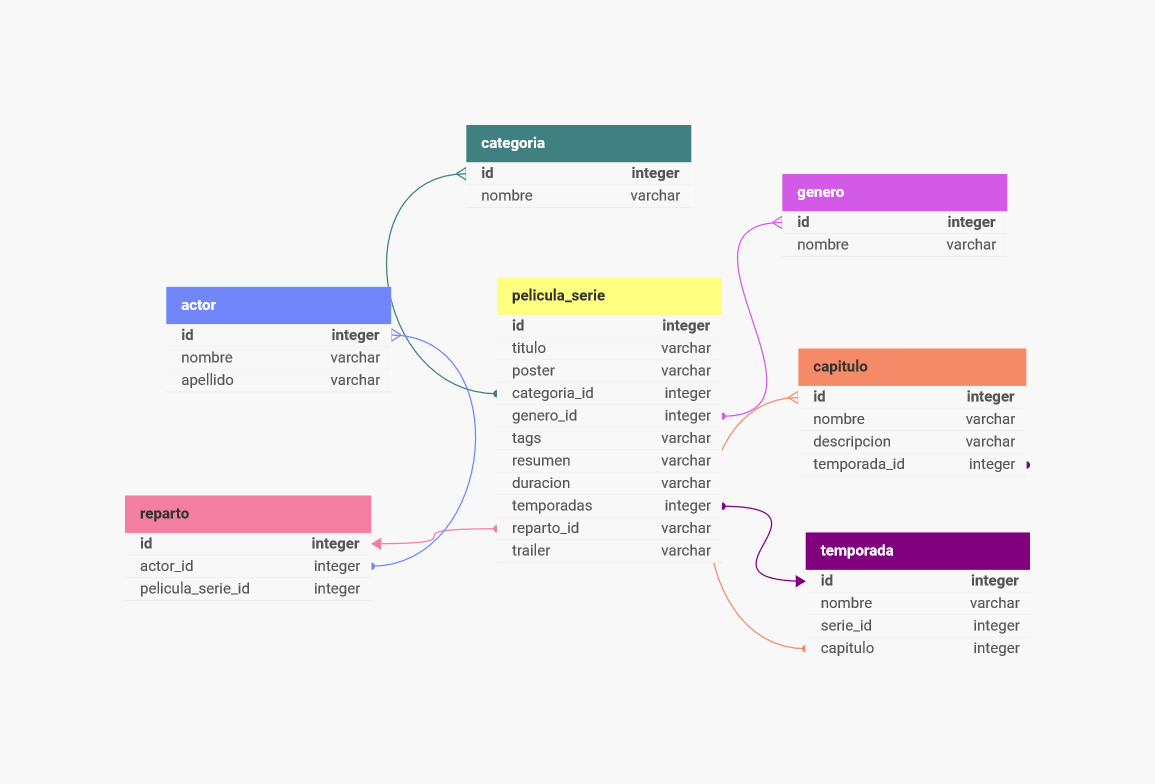 categoria
id integer
nombre varchar
genero
id integer
nombre varchar
actor
id integer
nombre varchar
apellido varchar
pelicula_serie
id integer
titulo varchar
poster varchar
categoria_id integer
genero_id integer
tags varchar
resumen varchar
duracion varchar
temporadas integer
reparto_id varchar
trailer varchar
capitulo
id integer
nombre varchar
descripcion varchar
temporada_id integer
reparto
id integer
actor_id integer
pelicula_serie_id integer
temporada
id integer
nombre varchar
serie_id integer
capitulo integer